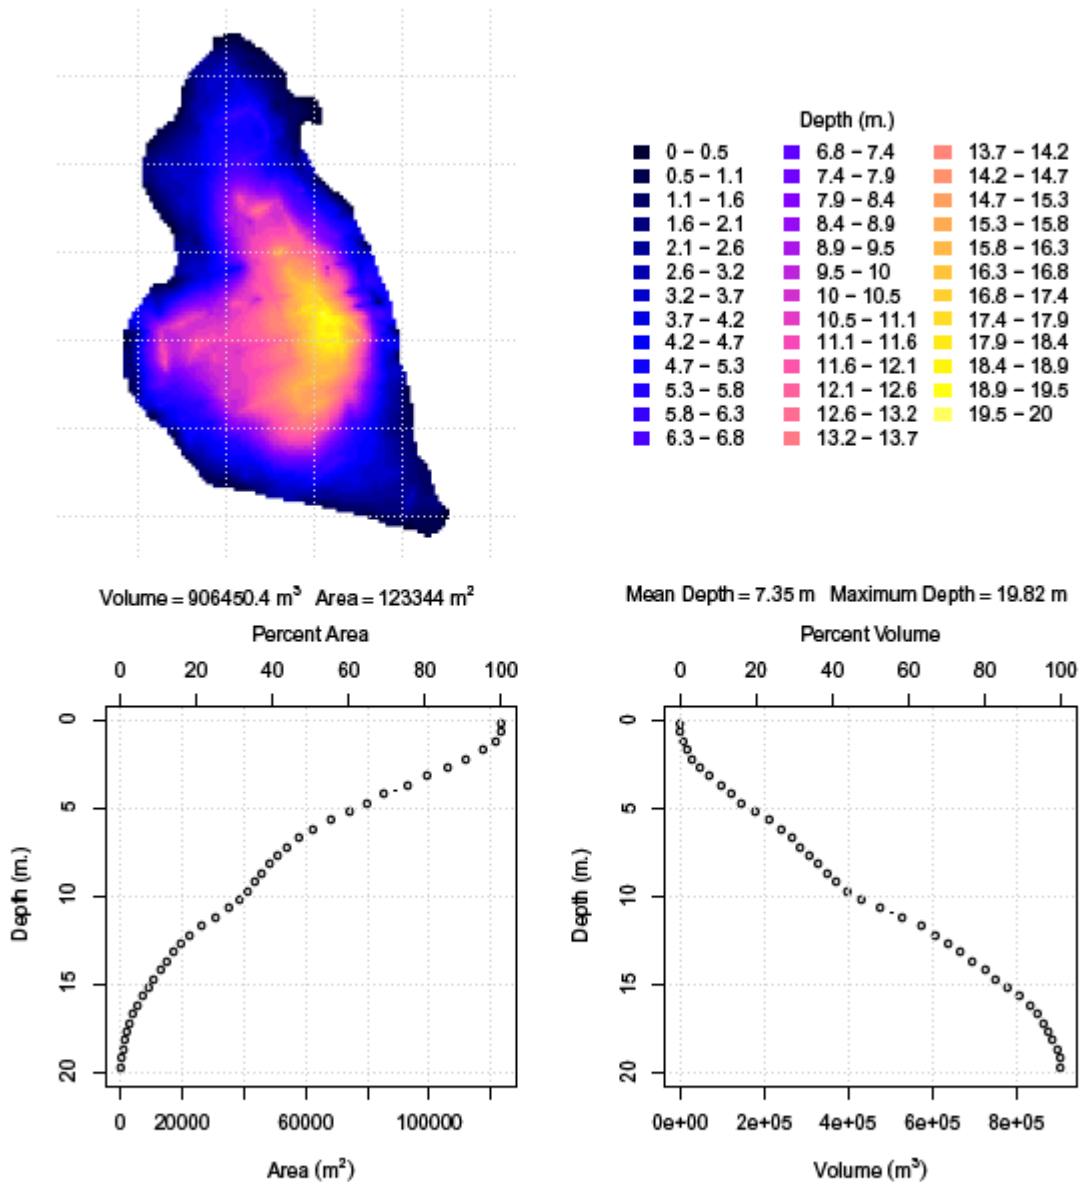 Depth (m.)
0 – 0.5 6.8 – 7.4 13.7 – 14.2
0.5 – 1.1 7.4 – 7.9 14.2 – 14.7
1.1 – 1.6 7.9 – 8.4 14.7 – 15.3
1.6 – 2.1 8.4 – 8.9 15.3 – 15.8
2.1 – 2.6 8.9 – 9.5 15.8 – 16.3
2.6 – 3.2 9.5 – 10 16.3 – 16.8
3.2 – 3.7 10 – 10.5 16.8 – 17.4
3.7 – 4.2 10.5 – 11.1 17.4 – 17.9
4.2 – 4.7 11.1 – 11.6 17.9 – 18.4
4.7 – 5.3 11.6 – 12.1 18.4 – 18.9
5.3 – 5.8 12.1 – 12.6 18.9 – 19.5
5.8 – 6.3 12.6 – 13.2 19.5 – 20
6.3 – 6.8 13.2 – 13.7
Volume = 906450.4 m³ Area = 123344 m²
Mean Depth = 7.35 m Maximum Depth = 19.82 m
Percent Area
0 20 40 60 80 100
Depth (m.)
0
5
10
15
20
0 20000 60000 100000
Area (m²)
Percent Volume
0 20 40 60 80 100
Depth (m.)
0
5
10
15
20
0e+00 2e+05 4e+05 6e+05 8e+05
Volume (m³)